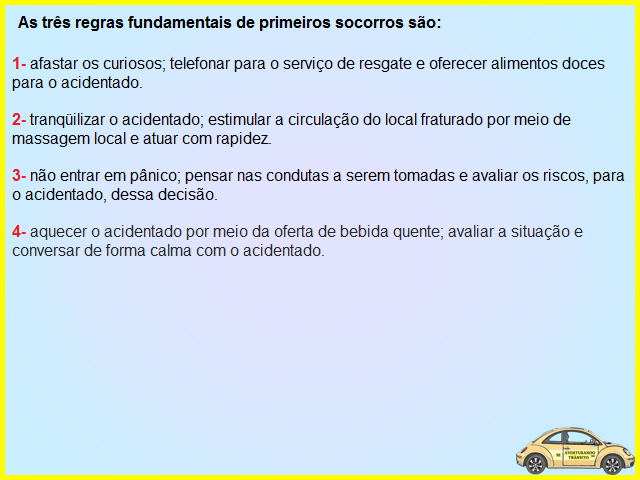 As três regras fundamentais de primeiros socorros são:
1- afastar os curiosos; telefonar para o serviço de resgate e oferecer alimentos doces
para o acidentado.
2- tranqüilizar o acidentado; estimular a circulação do local fraturado por meio de
massagem local e atuar com rapidez.
3- não entrar em pânico; pensar nas condutas a serem tomadas e avaliar os riscos, para
o acidentado, dessa decisão.
4- aquecer o acidentado por meio da oferta de bebida quente; avaliar a situação e
conversar de forma calma com o acidentado.
AVENTURANDO
TRÂNSITO